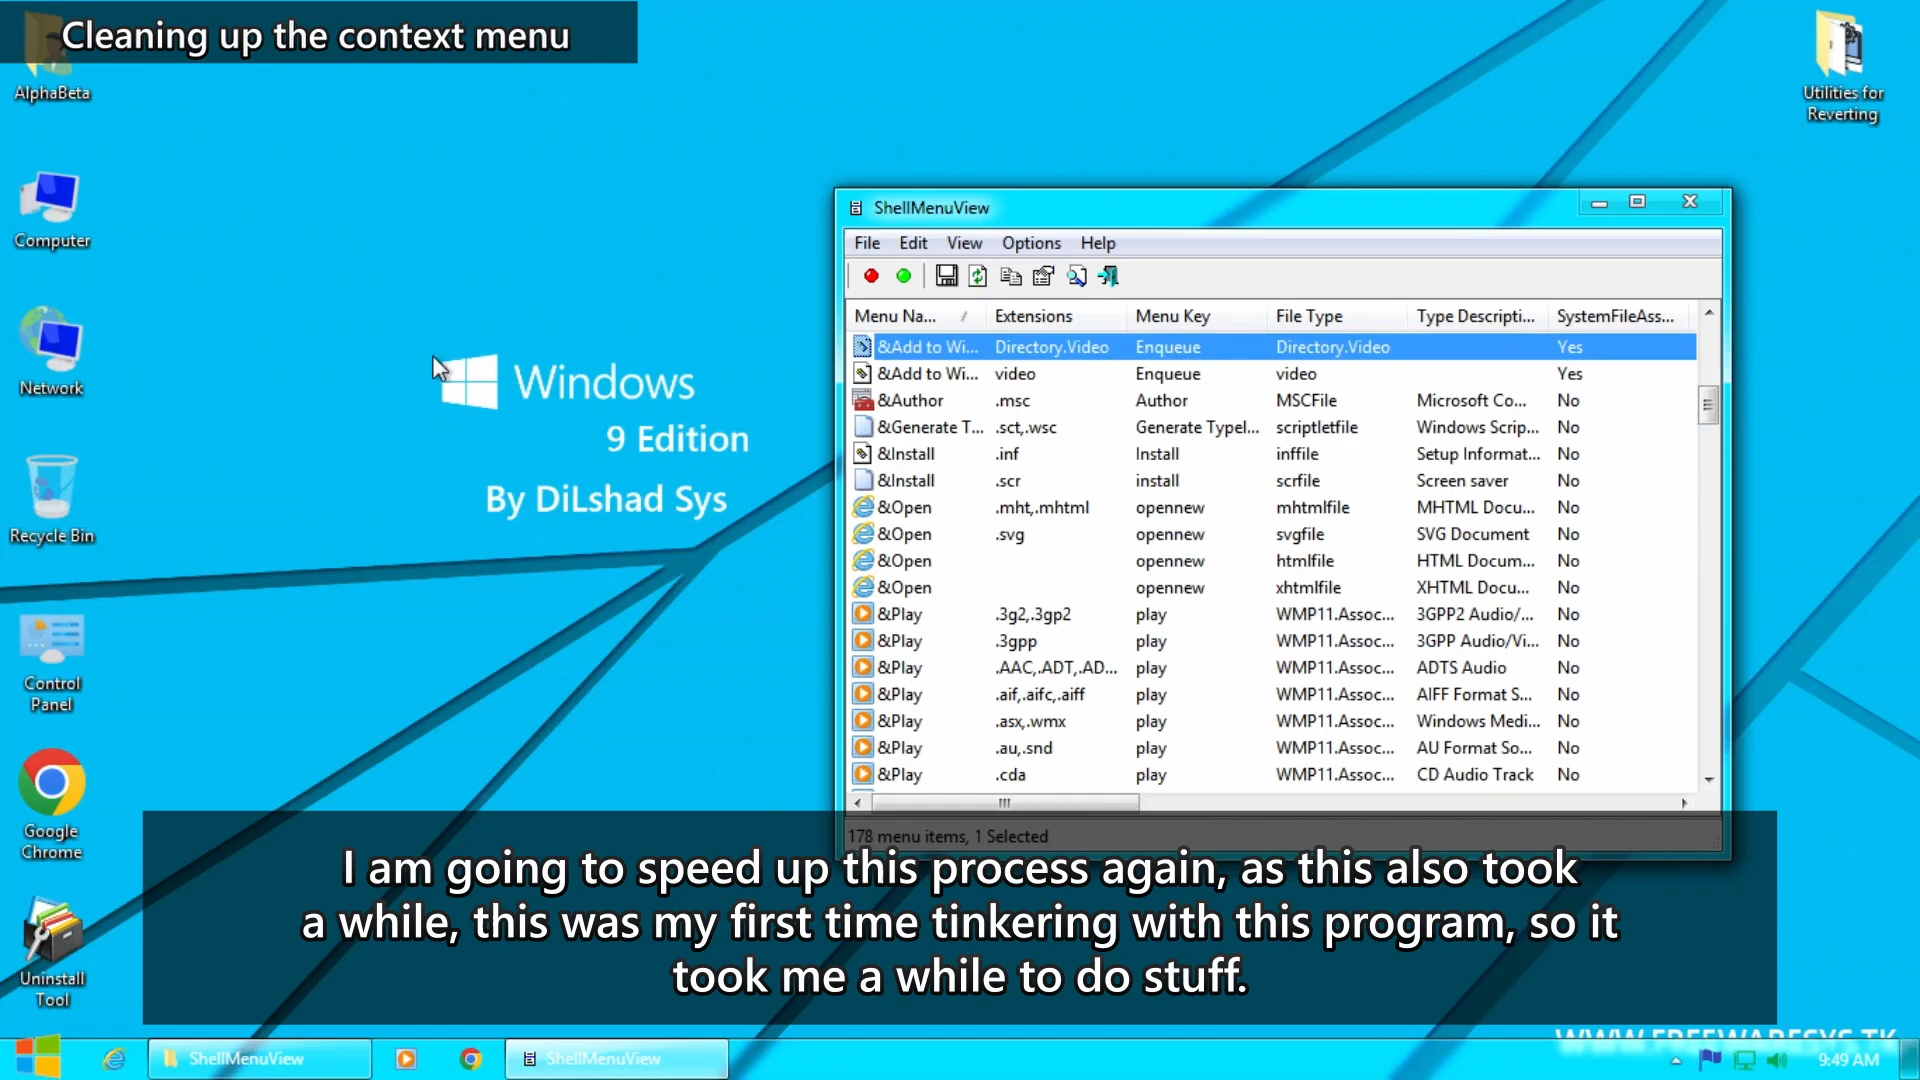 Cleaning up the context menu
AlphaBeta
Computer
Network
Recycle Bin
Control
Panel
Google
Chrome
Uninstall
Tool
Utilities for
Reverting
Windows
9 Edition
By DiLshad Sys
ShellMenuView
File Edit View Options Help
Menu Na... Extensions Menu Key File Type Type Descripti... SystemFileAss...
&Add to Wi... Directory.Video Enqueue Directory.Video Yes
&Add to Wi... video Enqueue video Yes
&Author .msc Author MSCFile Microsoft Co... No
&Generate T... .sct,.wsc Generate Typel... scriptletfile Windows Scrip... No
&Install .inf Install inffile Setup Informat... No
&Install .scr install scrfile Screen saver No
&Open .mht,.mhtml opennew mhtmlfile MHTML Docu... No
&Open .svg opennew svgfile SVG Document No
&Open opennew htmlfile HTML Docum... No
&Open opennew xhtmlfile XHTML Docu... No
&Play .3g2,.3gp2 play WMP11.Assoc... 3GPP2 Audio/... No
&Play .3gpp play WMP11.Assoc... 3GPP Audio/Vi... No
&Play .AAC,.ADT,.AD... play WMP11.Assoc... ADTS Audio No
&Play .aif,.aifc,.aiff play WMP11.Assoc... AIFF Format S... No
&Play .asx,.wmx play WMP11.Assoc... Windows Medi... No
&Play .au,.snd play WMP11.Assoc... AU Format So... No
&Play .cda play WMP11.Assoc... CD Audio Track No
178 menu items, 1 Selected
I am going to speed up this process again, as this also took
a while, this was my first time tinkering with this program, so it
took me a while to do stuff.
WWW.FREEWARESYS.TK
ShellMenuView
ShellMenuView
9:49 AM